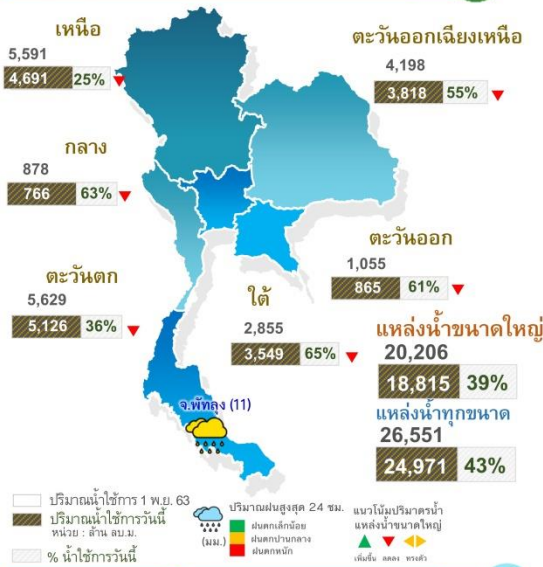 เหนือ
5,591
4,691 25%
ตะวันออกเฉียงเหนือ
4,198
3,818 55%
กลาง
878
766 63%
ตะวันออก
1,055
865 61%
ตะวันตก
5,629
5,126 36%
ใต้
2,855
3,549 65%
แหล่งน้ำขนาดใหญ่
20,206
18,815 39%
แหล่งน้ำทุกขนาด
26,551
24,971 43%
จ.พัทลุง (11)
ปริมาณน้ำใช้การ 1 พ.ย. 63
ปริมาณน้ำใช้การวันนี้
หน่วย : ล้าน ลบ.ม.
% น้ำใช้การวันนี้
ปริมาณฝนสูงสุด 24 ชม.
(มม.)
ฝนตกเล็กน้อย
ฝนตกปานกลาง
ฝนตกหนัก
แนวโน้มปริมาตรน้ำ
แหล่งน้ำขนาดใหญ่
เพิ่มขึ้น ลดลง ทรงตัว